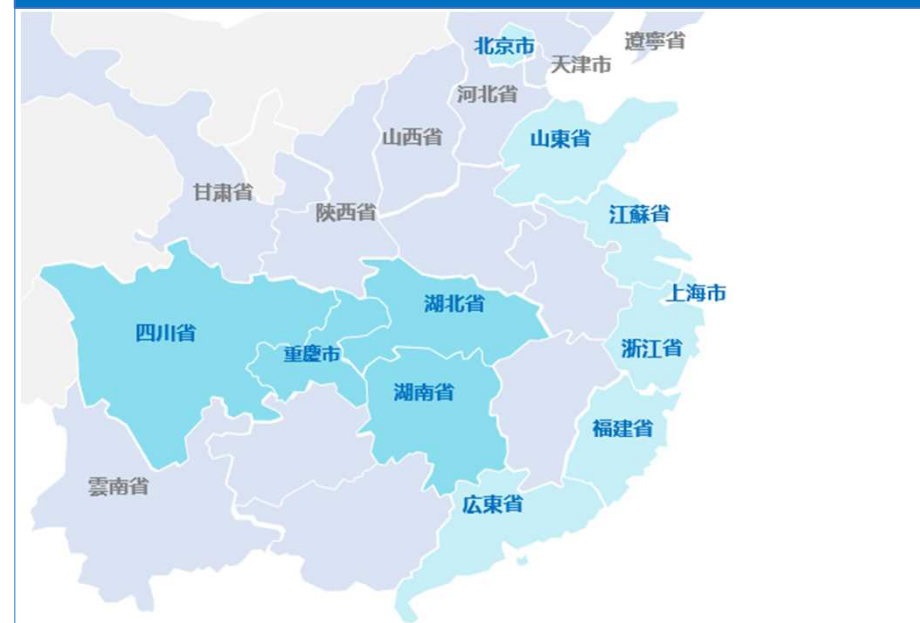 遼寧省
北京市
天津市
河北省
山西省
山東省
甘粛省
陝西省
江蘇省
上海市
湖北省
四川省
浙江省
重慶市
湖南省
福建省
雲南省
広東省